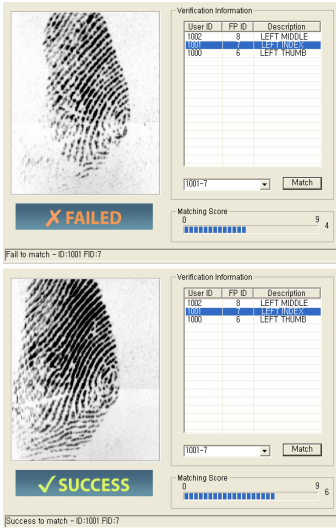 Verification Information
User ID FP ID Description
1002 8 LEFT MIDDLE
1001 7 LEFT INDEX
1000 6 LEFT THUMB
1001-7 Match
✗ FAILED
Matching Score
0 9 4
Fail to match - ID:1001 FID:7
Verification Information
User ID FP ID Description
1002 8 LEFT MIDDLE
1001 7 LEFT INDEX
1000 6 LEFT THUMB
1001-7 Match
✓ SUCCESS
Matching Score
0 9 6
Success to match - ID:1001 FID:7